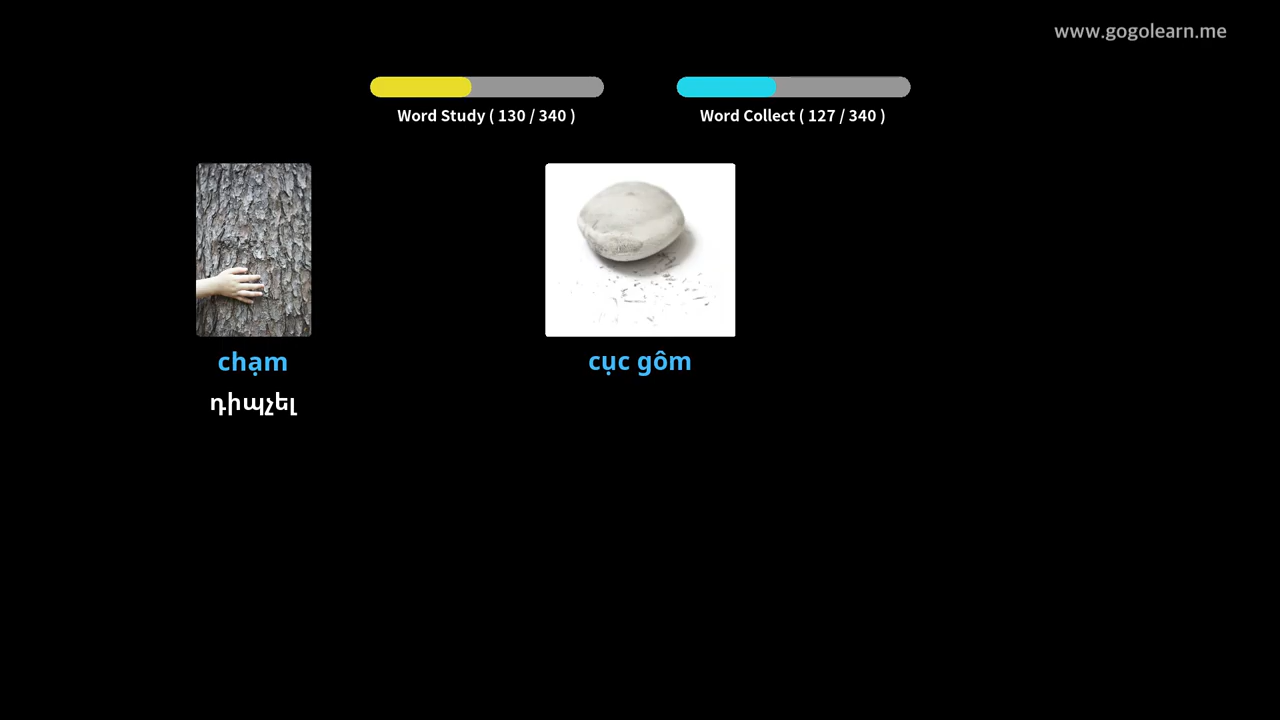 www.gogolearn.me
Word Study ( 130 / 340 )
Word Collect ( 127 / 340 )
chạm
cục gôm
դիպչել